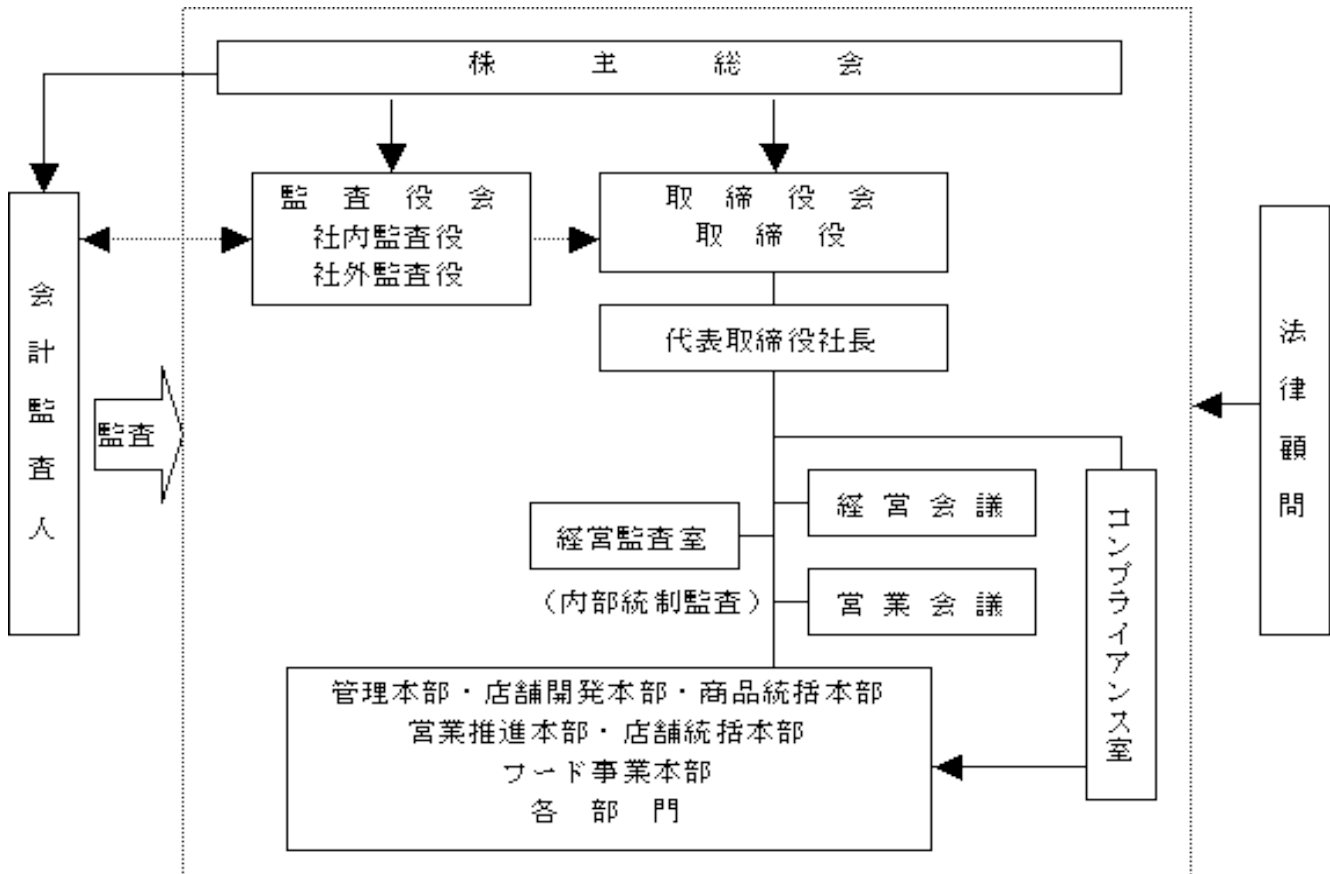 株主総会
監査役会
社内監査役
社外監査役
取締役会
取締役
代表取締役社長
会計監査人
監査
法律顧問
経営会議
経営監査室
（内部統制監査）
営業会議
コンプライアンス室
管理本部・店舗開発本部・商品統括本部
営業推進本部・店舗統括本部
フード事業本部
各部門